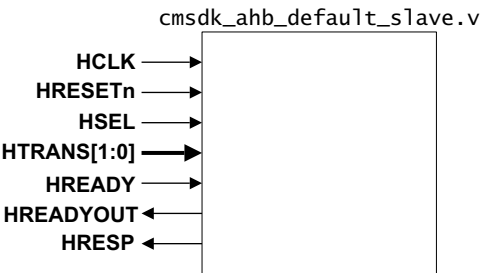 cmsdk_ahb_default_slave.v
HCLK
HRESETn
HSEL
HTRANS[1:0]
HREADY
HREADYOUT
HRESP